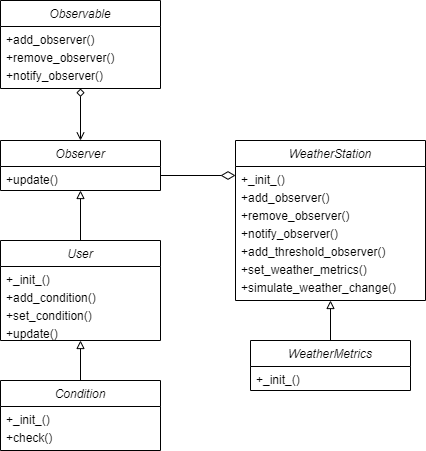 Observable
+add_observer()
+remove_observer()
+notify_observer()
Observer
+update()
WeatherStation
+_init_()
+add_observer()
+remove_observer()
+notify_observer()
+add_threshold_observer()
+set_weather_metrics()
+simulate_weather_change()
User
+_init_()
+add_condition()
+set_condition()
+update()
WeatherMetrics
+_init_()
Condition
+_init_()
+check()